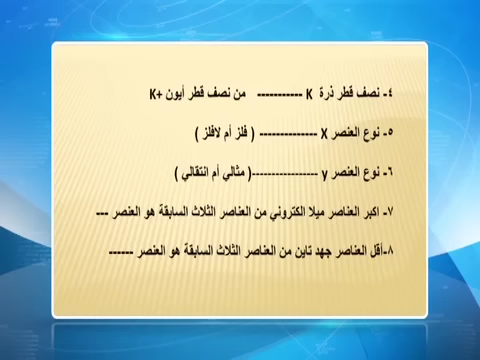 ٤- نصف قطر ذرة K ----------- من نصف قطر أيون +K
٥- نوع العنصر X -------------- ( فلز أم لافلز )
٦- نوع العنصر y -----------------( مثالي أم انتقالي )
٧- اكبر العناصر ميلا الكتروني من العناصر الثلاث السابقة هو العنصر ---
٨-أقل العناصر جهد تاين من العناصر الثلاث السابقة هو العنصر ------